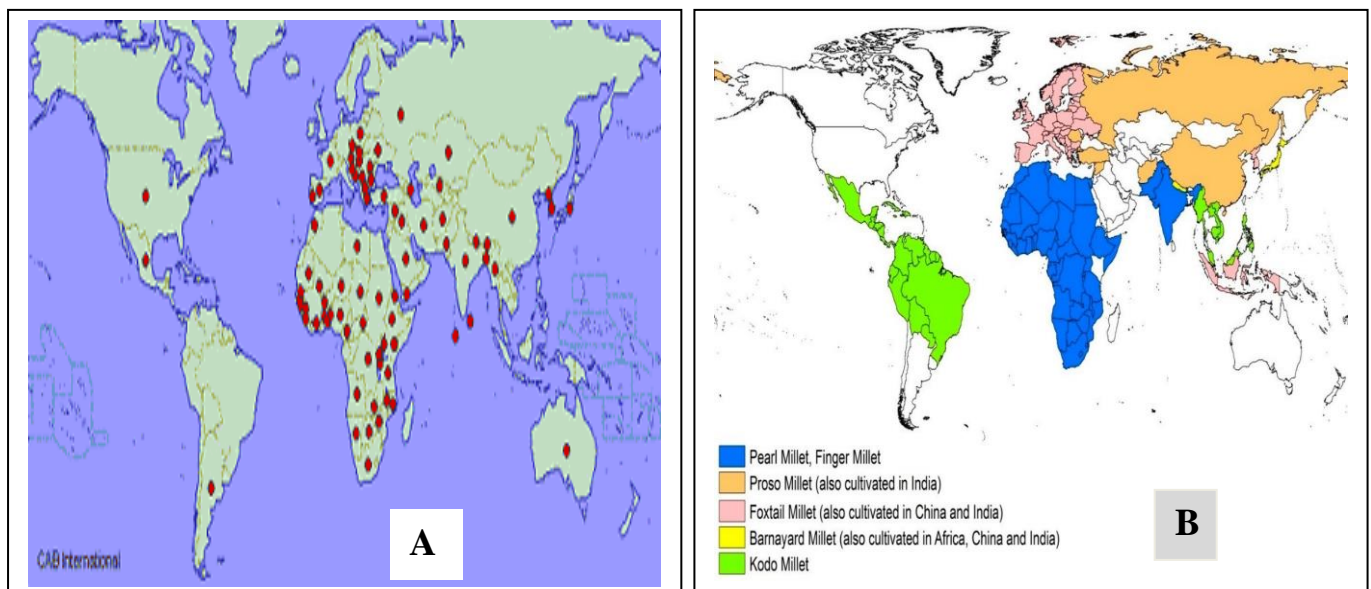 CAB International
A
Pearl Millet, Finger Millet
Proso Millet (also cultivated in India)
Foxtail Millet (also cultivated in China and India)
Barnayard Millet (also cultivated in Africa, China and India)
Kodo Millet
B